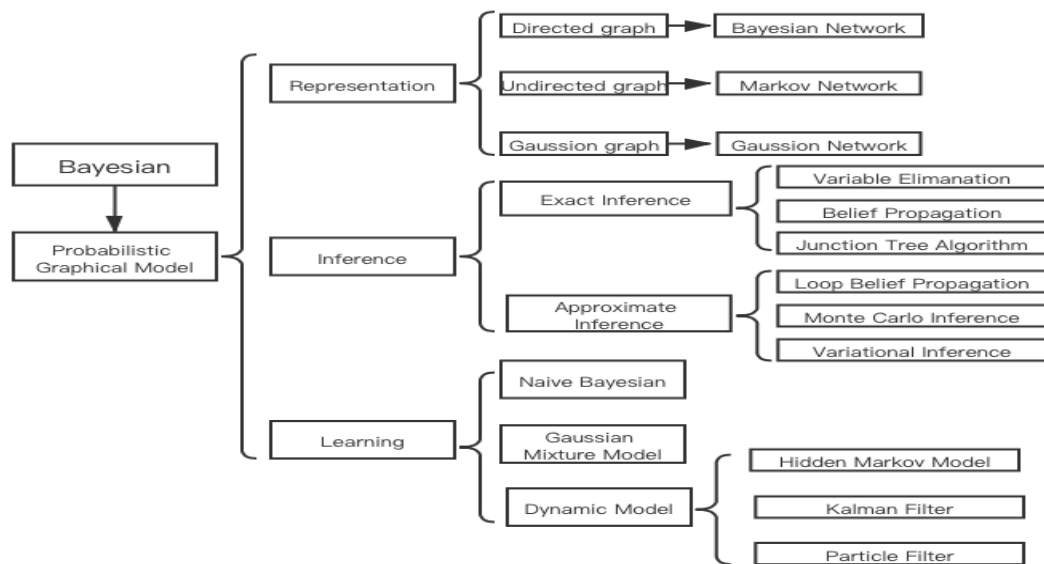 Directed graph
Bayesian Network
Representation
Undirected graph
Markov Network
Gaussion graph
Gaussion Network
Bayesian
Probabilistic
Graphical Model
Inference
Exact Inference
Variable Elimanation
Belief Propagation
Junction Tree Algorithm
Approximate
Inference
Loop Belief Propagation
Monte Carlo Inference
Variational Inference
Learning
Naive Bayesian
Gaussian
Mixture Model
Dynamic Model
Hidden Markov Model
Kalman Filter
Particle Filter